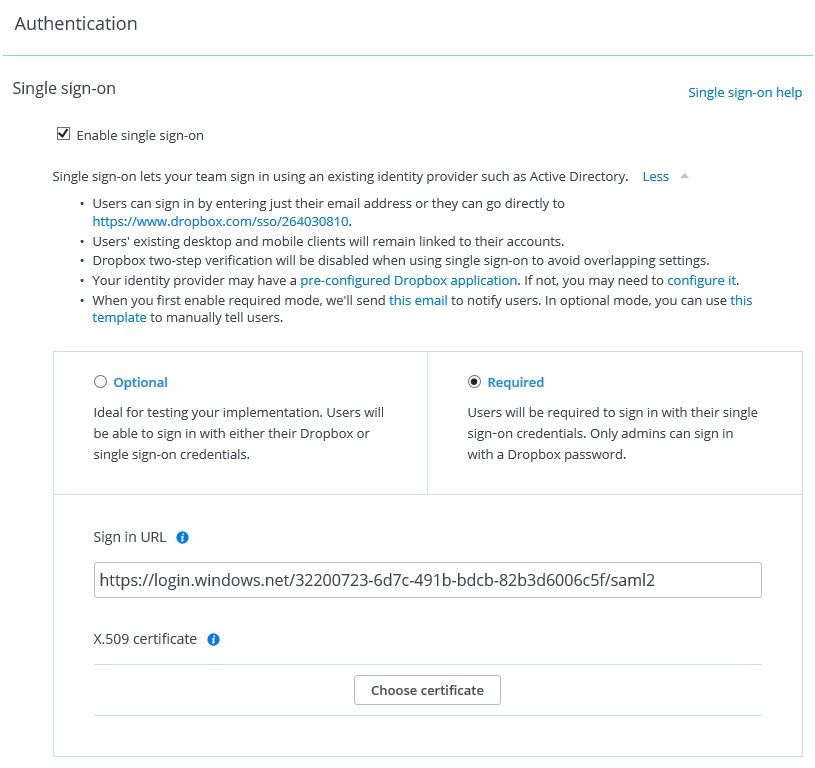 Authentication
Single sign-on
Single sign-on help
Enable single sign-on
Single sign-on lets your team sign in using an existing identity provider such as Active Directory. Less
• Users can sign in by entering just their email address or they can go directly to
https://www.dropbox.com/sso/264030810.
• Users' existing desktop and mobile clients will remain linked to their accounts.
• Dropbox two-step verification will be disabled when using single sign-on to avoid overlapping settings.
• Your identity provider may have a pre-configured Dropbox application. If not, you may need to configure it.
• When you first enable required mode, we'll send this email to notify users. In optional mode, you can use this
template to manually tell users.
Optional
Ideal for testing your implementation. Users will
be able to sign in with either their Dropbox or
single sign-on credentials.
Required
Users will be required to sign in with their single
sign-on credentials. Only admins can sign in
with a Dropbox password.
Sign in URL
https://login.windows.net/32200723-6d7c-491b-bdcb-82b3d6006c5f/saml2
X.509 certificate
Choose certificate